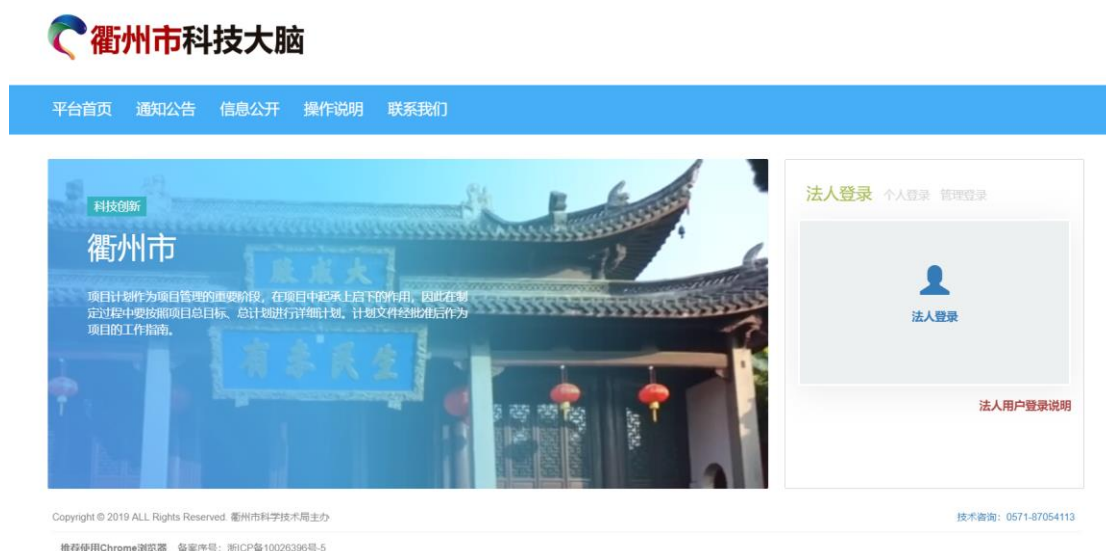 衢州市科技大脑
平台首页 通知公告 信息公开 操作说明 联系我们
科技创新
衢州市
项目计划作为项目管理的重要阶段，在项目中起承上启下的作用，因此在制
定过程中要按照项目总目标、总计划进行详细计划。计划文件经批准后作为
项目的工作指南。
大成殿
生民未有
法人登录 个人登录 管理登录
法人登录
法人用户登录说明
Copyright © 2019 ALL Rights Reserved. 衢州市科学技术局主办
技术咨询：0571-87054113
推荐使用Chrome浏览器 备案序号：浙ICP备10026396号-5